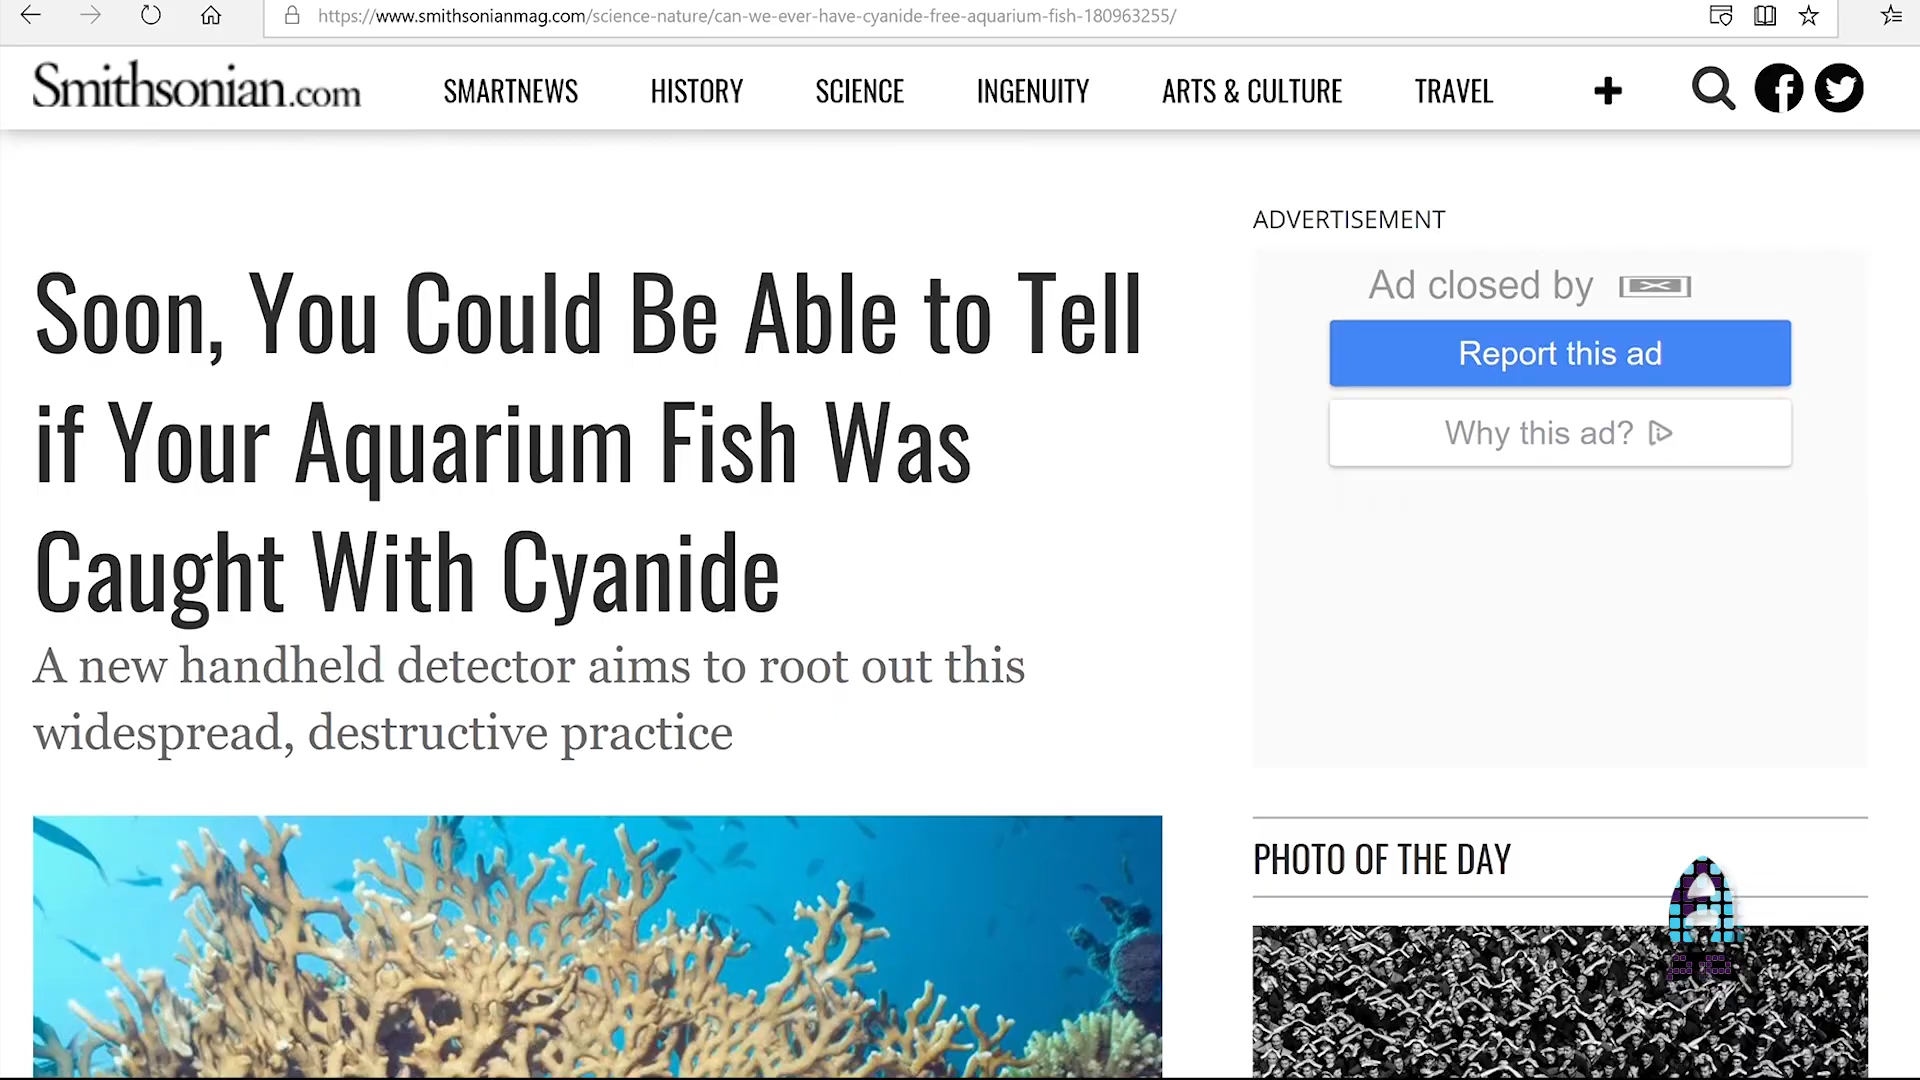 https://www.smithsonianmag.com/science-nature/can-we-ever-have-cyanide-free-aquarium-fish-180963255/
Smithsonian.com
SMARTNEWS
HISTORY
SCIENCE
INGENUITY
ARTS & CULTURE
TRAVEL
ADVERTISEMENT
Ad closed by
Report this ad
Why this ad?
Soon, You Could Be Able to Tell
if Your Aquarium Fish Was
Caught With Cyanide
A new handheld detector aims to root out this
widespread, destructive practice
PHOTO OF THE DAY